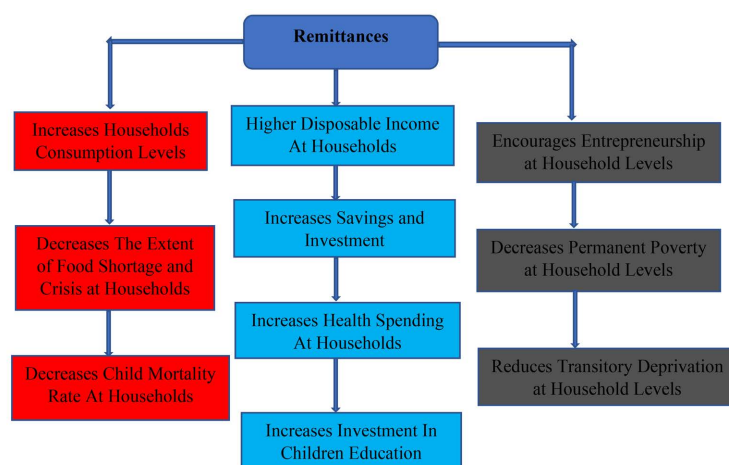 Remittances
Increases Households
Consumption Levels
Decreases The Extent
of Food Shortage and
Crisis at Households
Decreases Child Mortality
Rate At Households
Higher Disposable Income
At Households
Increases Savings and
Investment
Increases Health Spending
At Households
Increases Investment In
Children Education
Encourages Entrepreneurship
at Household Levels
Decreases Permanent Poverty
at Household Levels
Reduces Transitory Deprivation
at Household Levels